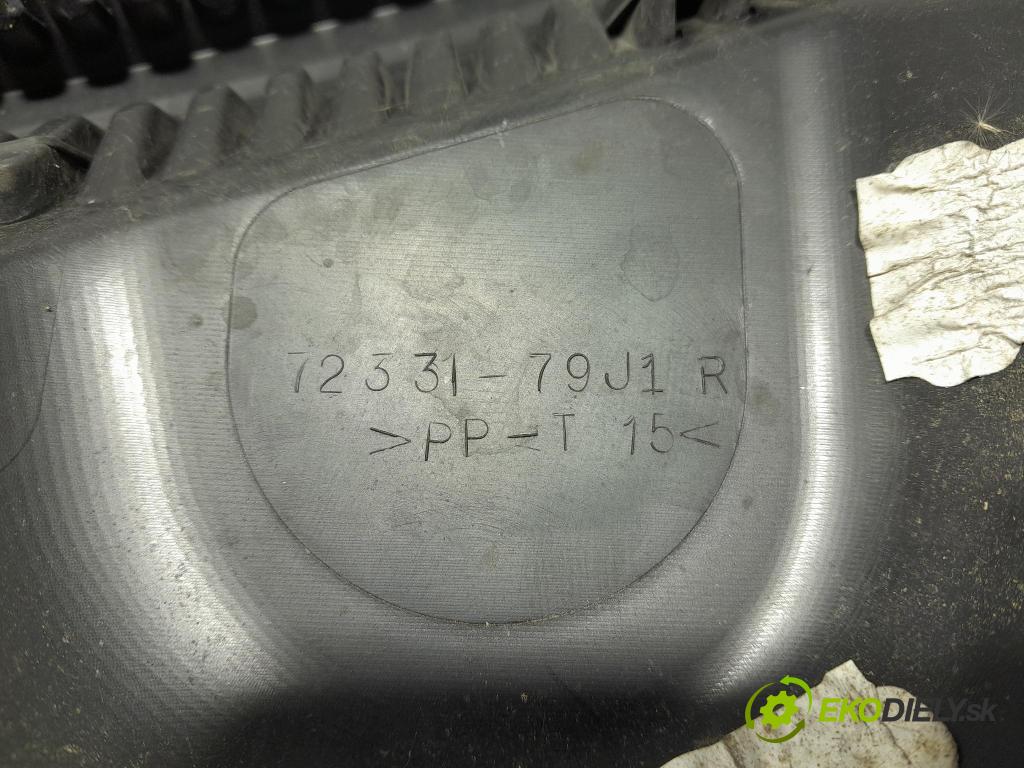 72331-79J1 R
>PP-T 15<
EKODIELY.sk